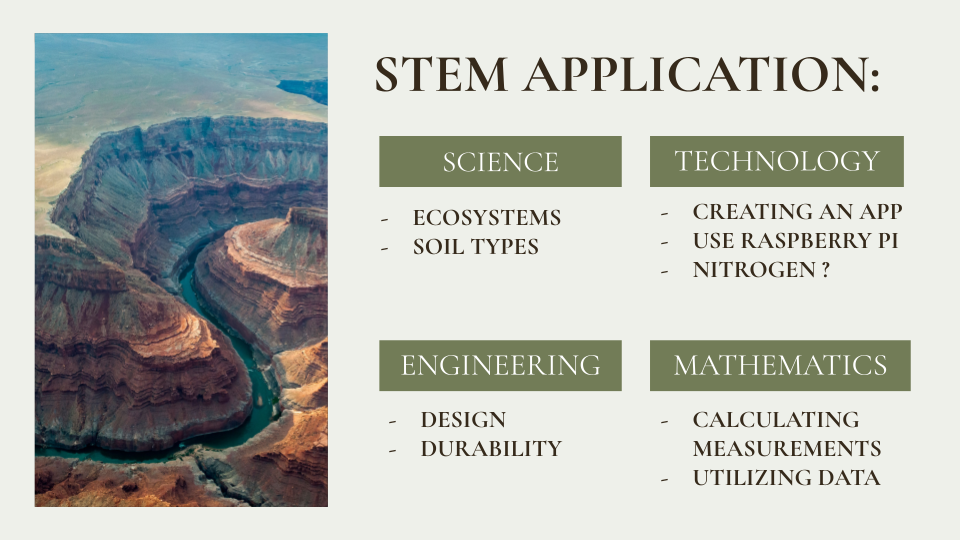 STEM APPLICATION:
SCIENCE
- ECOSYSTEMS
- SOIL TYPES
TECHNOLOGY
- CREATING AN APP
- USE RASPBERRY PI
- NITROGEN ?
ENGINEERING
- DESIGN
- DURABILITY
MATHEMATICS
- CALCULATING
MEASUREMENTS
- UTILIZING DATA